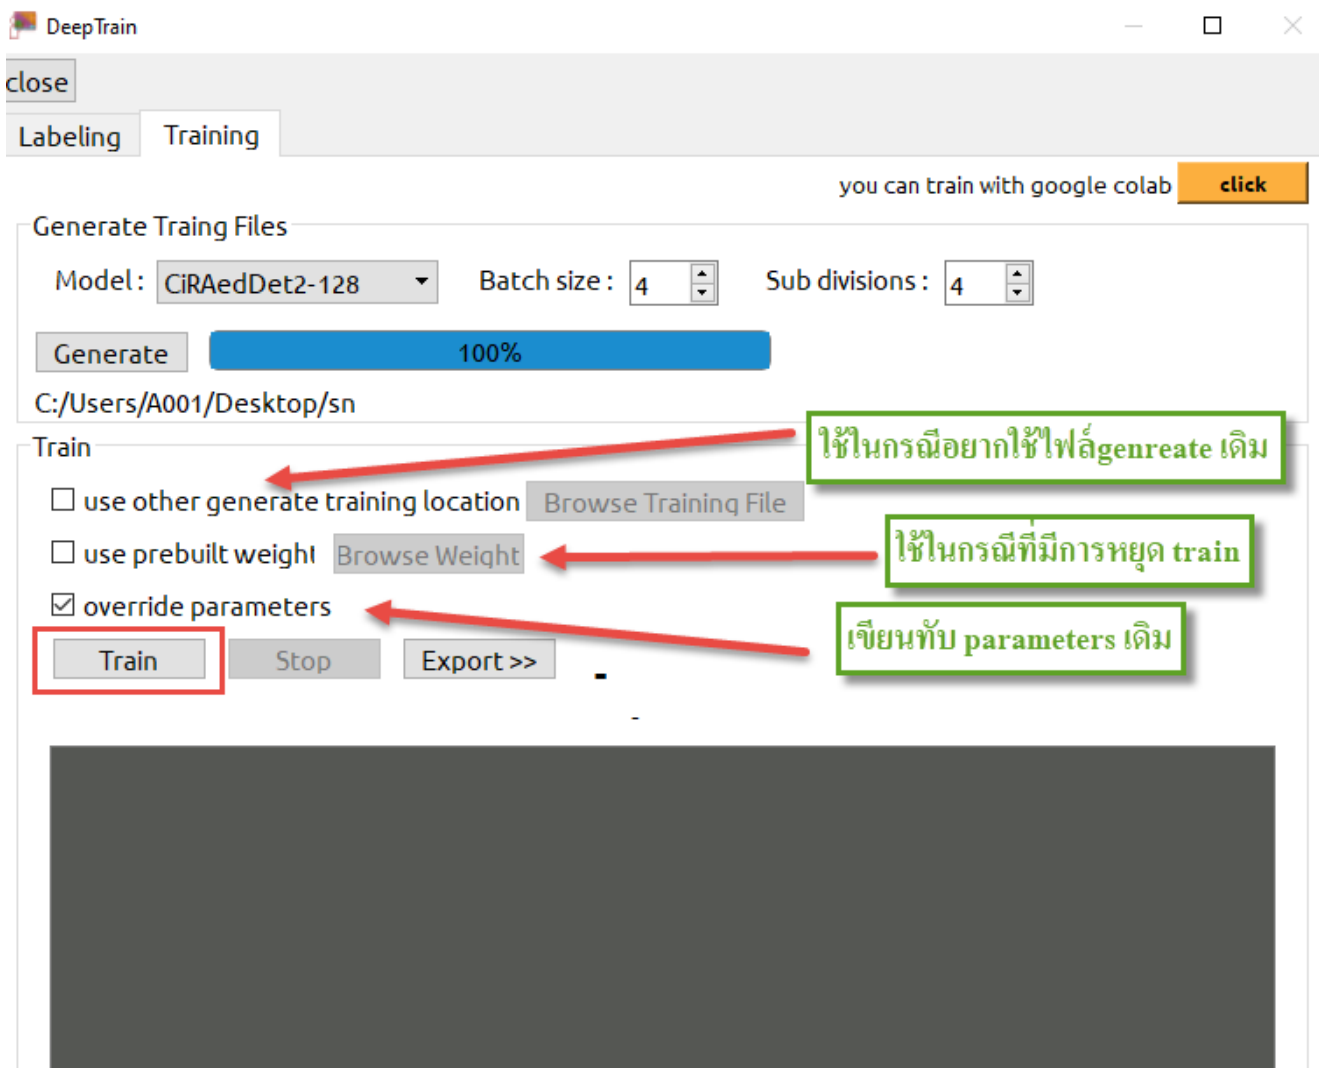 DeepTrain
close
Labeling Training
you can train with google colab click
Generate Traing Files
Model : CiRAedDet2-128 Batch size : 4 Sub divisions : 4
Generate 100%
C:/Users/A001/Desktop/sn
ใช้ในกรณีอยากใช้ไฟล์genreate เดิม
Train
use other generate training location Browse Training File
use prebuilt weight Browse Weight
ใช้ในกรณีที่มีการหยุด train
override parameters
เขียนทับ parameters เดิม
Train Stop Export >> -
-